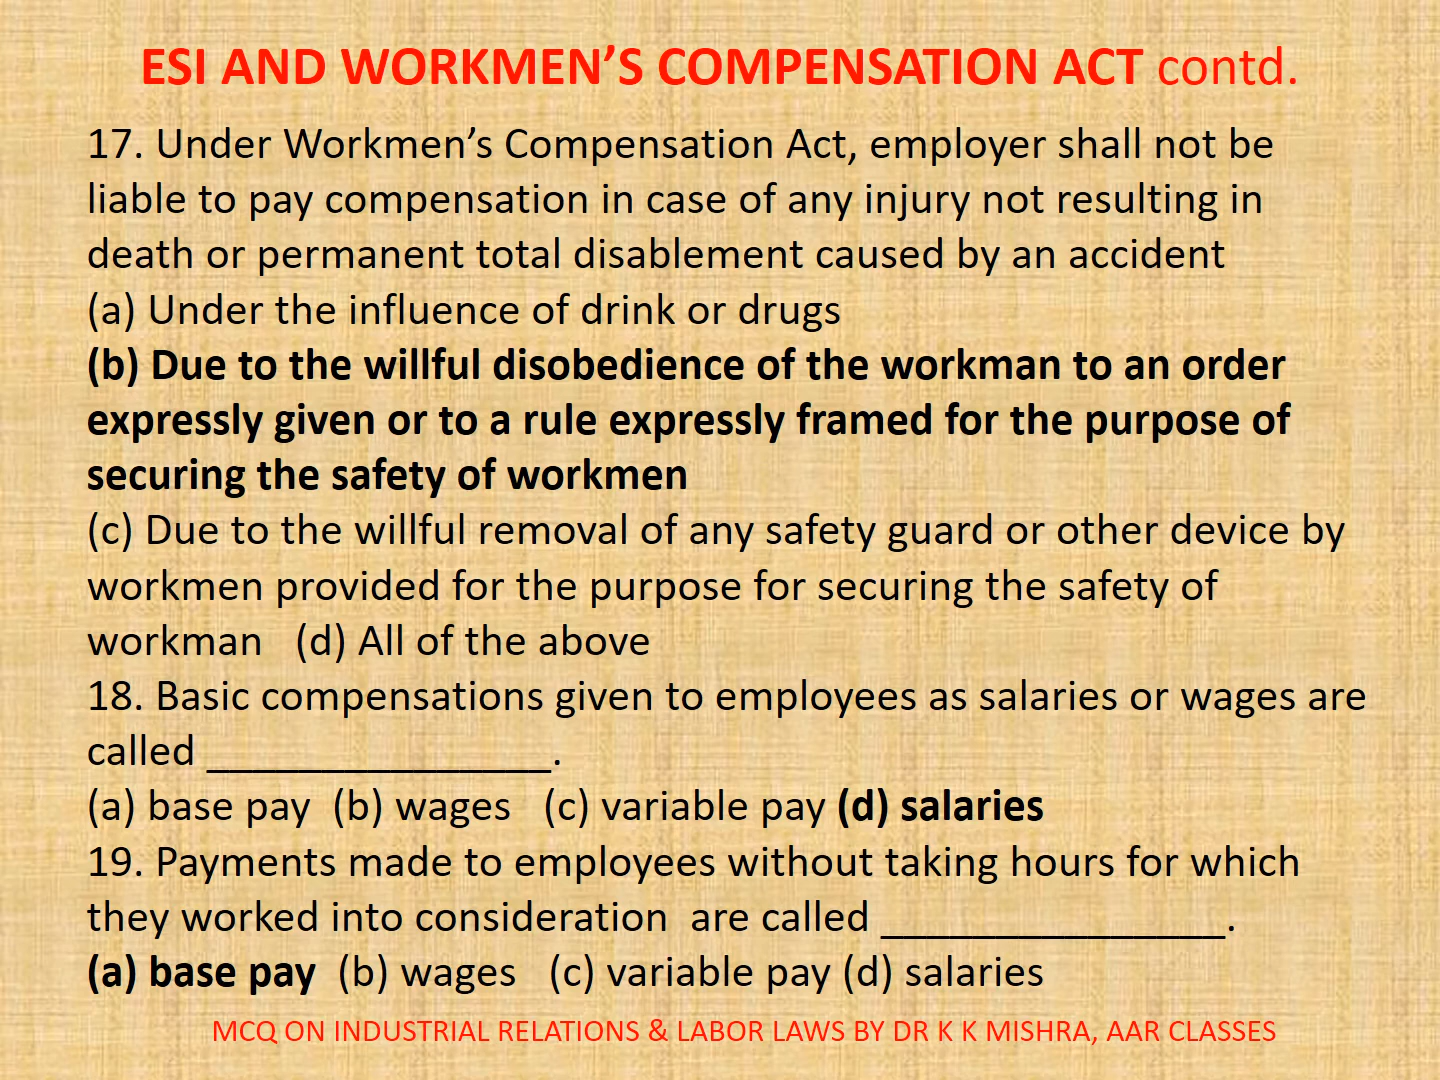 ESI AND WORKMEN’S COMPENSATION ACT contd.
17. Under Workmen’s Compensation Act, employer shall not be
liable to pay compensation in case of any injury not resulting in
death or permanent total disablement caused by an accident
(a) Under the influence of drink or drugs
(b) Due to the willful disobedience of the workman to an order
expressly given or to a rule expressly framed for the purpose of
securing the safety of workmen
(c) Due to the willful removal of any safety guard or other device by
workmen provided for the purpose for securing the safety of
workman   (d) All of the above
18. Basic compensations given to employees as salaries or wages are
called _______________.
(a) base pay  (b) wages   (c) variable pay (d) salaries
19. Payments made to employees without taking hours for which
they worked into consideration  are called _______________.
(a) base pay  (b) wages   (c) variable pay (d) salaries
MCQ ON INDUSTRIAL RELATIONS & LABOR LAWS BY DR K K MISHRA, AAR CLASSES